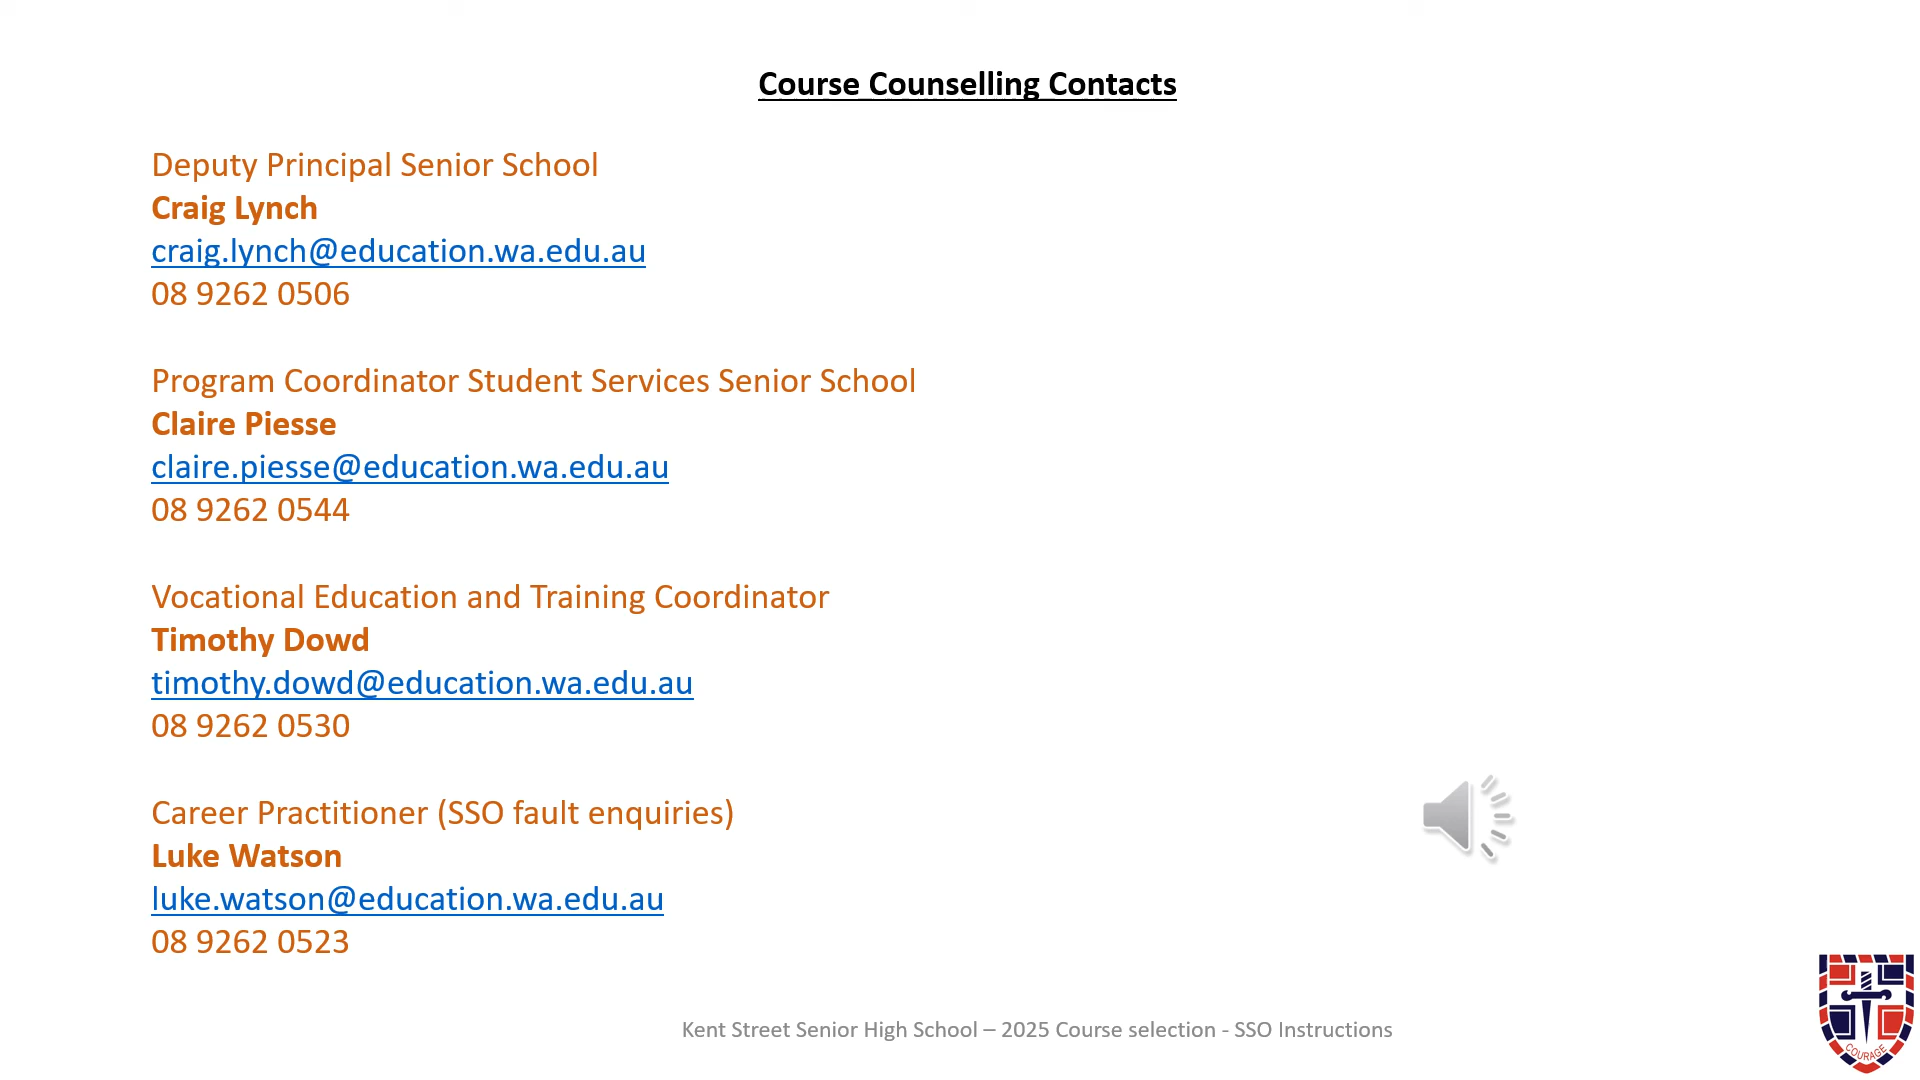 Course Counselling Contacts
Deputy Principal Senior School
Craig Lynch
craig.lynch@education.wa.edu.au
08 9262 0506
Program Coordinator Student Services Senior School
Claire Piesse
claire.piesse@education.wa.edu.au
08 9262 0544
Vocational Education and Training Coordinator
Timothy Dowd
timothy.dowd@education.wa.edu.au
08 9262 0530
Career Practitioner (SSO fault enquiries)
Luke Watson
luke.watson@education.wa.edu.au
08 9262 0523
Kent Street Senior High School – 2025 Course selection - SSO Instructions
COURAGE